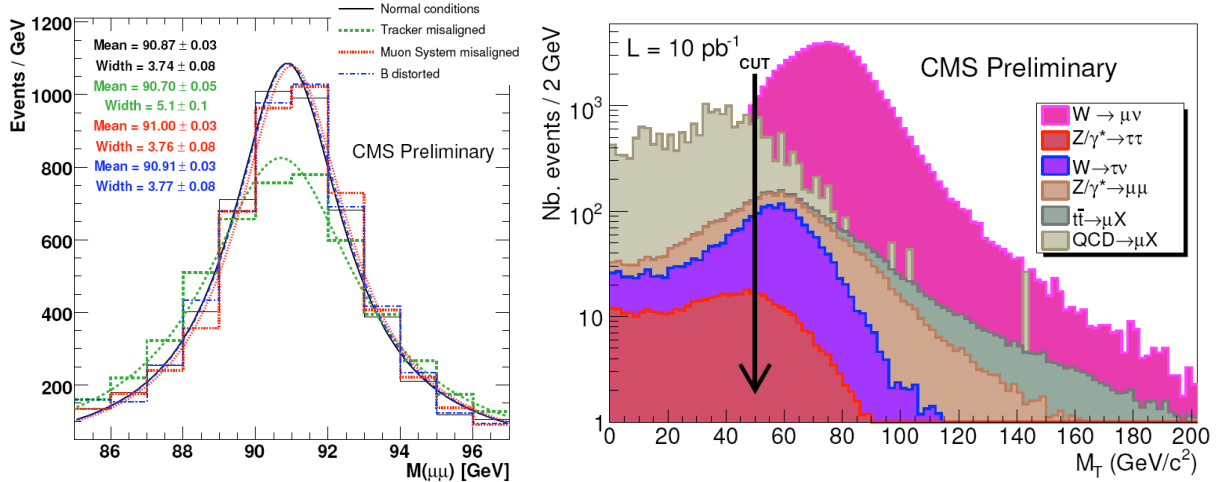 Events / GeV
1200
1000
800
600
400
200
Normal conditions
Tracker misaligned
Muon System misaligned
B distorted
Mean = 90.87 ± 0.03
Width = 3.74 ± 0.08
Mean = 90.70 ± 0.05
Width = 5.1 ± 0.1
Mean = 91.00 ± 0.03
Width = 3.76 ± 0.08
Mean = 90.91 ± 0.03
Width = 3.77 ± 0.08
CMS Preliminary
86 88 90 92 94 96
M(μμ) [GeV]
Nb. events / 2 GeV
10³
10²
10
1
L = 10 pb⁻¹
CUT
CMS Preliminary
W → μν
Z/γ*→ττ
W→τν
Z/γ*→μμ
tt̄→μX
QCD→μX
0 20 40 60 80 100 120 140 160 180 200
M_T (GeV/c²)